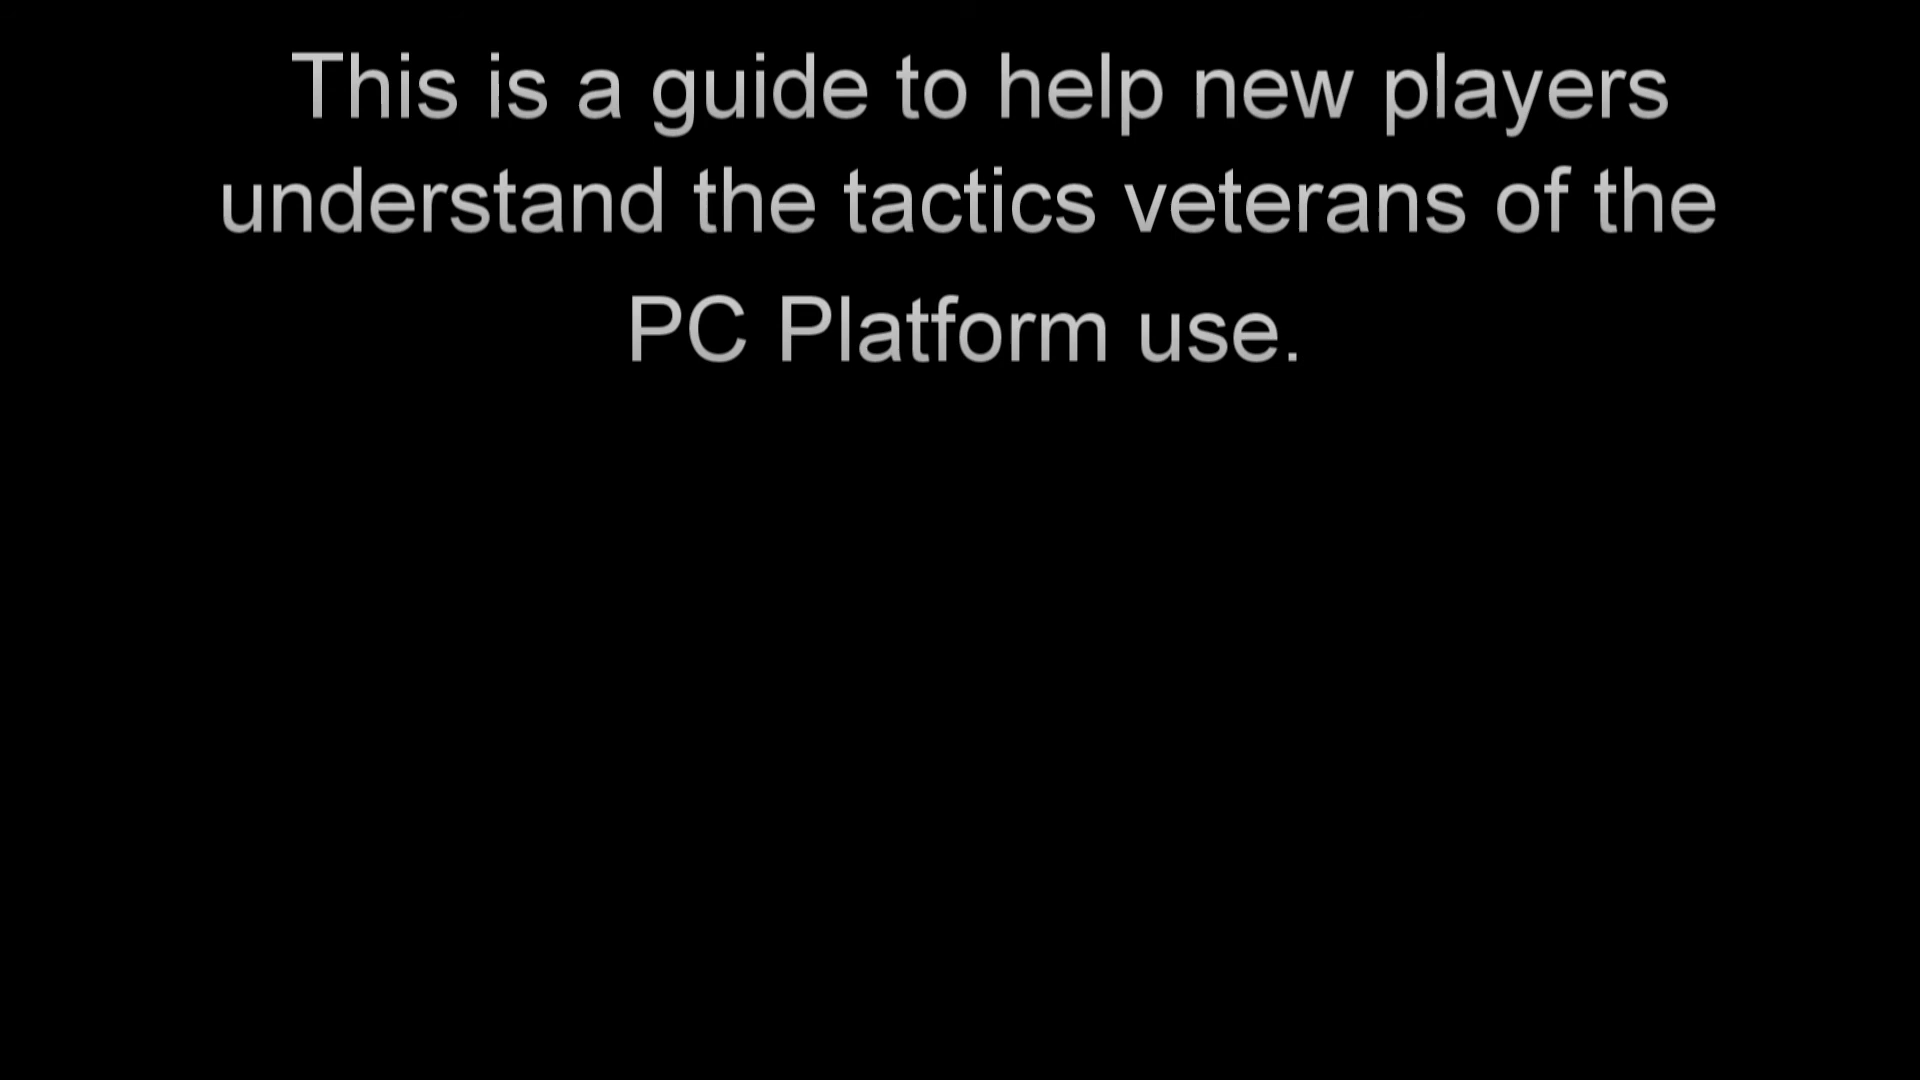 This is a guide to help new players
understand the tactics veterans of the
PC Platform use.